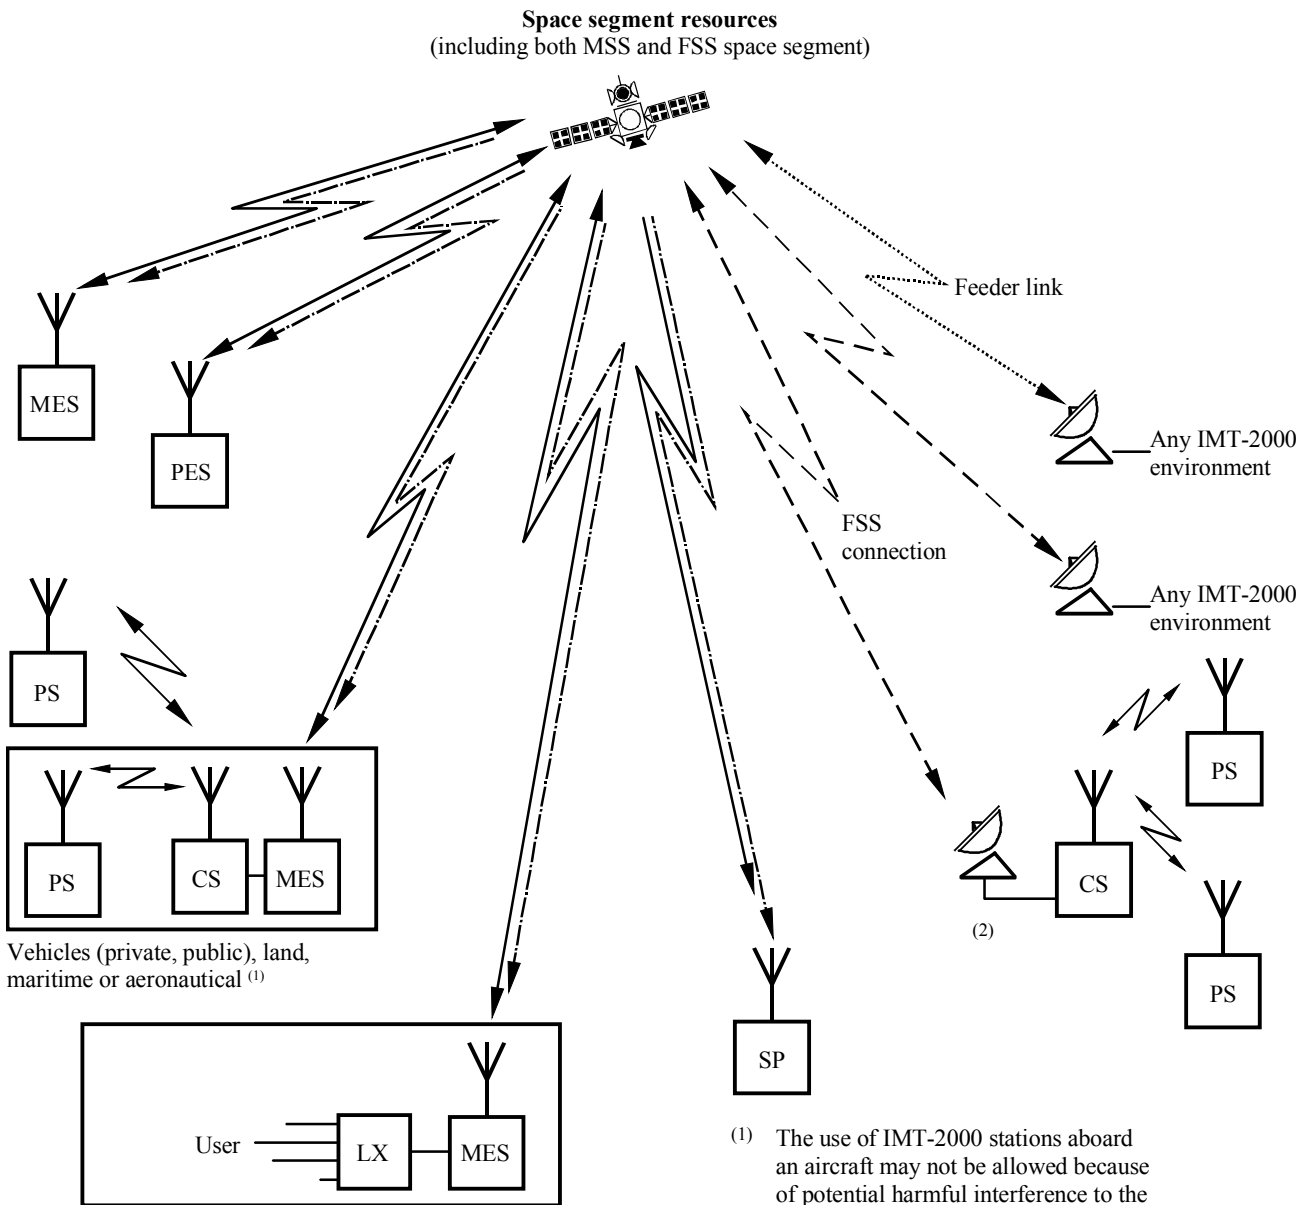 Space segment resources
(including both MSS and FSS space segment)
Feeder link
MES
PES
Any IMT-2000
environment
FSS
connection
Any IMT-2000
environment
PS
PS
PS
CS
MES
CS
PS
Vehicles (private, public), land,
maritime or aeronautical (1)
(2)
PS
SP
User
LX
MES
(1) The use of IMT-2000 stations aboard
an aircraft may not be allowed because
of potential harmful interference to the